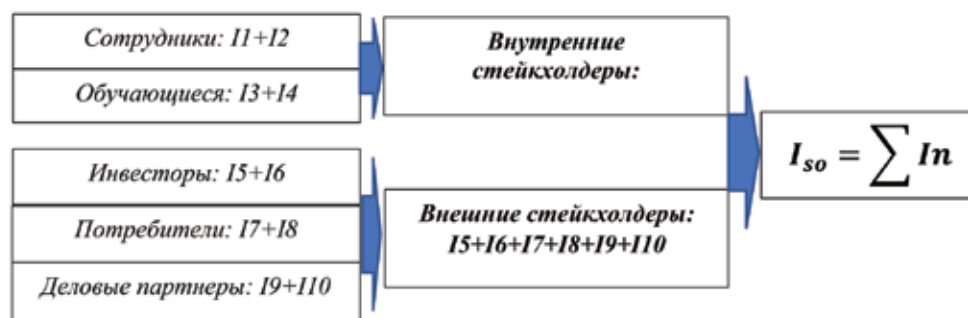 Сотрудники: I1+I2
Обучающиеся: I3+I4
Внутренние
стейкхолдеры:
Инвесторы: I5+I6
Потребители: I7+I8
Деловые партнеры: I9+I10
Внешние стейкхолдеры:
I5+I6+I7+I8+I9+I10
I_so = ∑ In